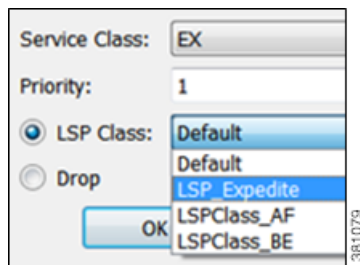 Service Class: EX
Priority: 1
LSP Class: Default
Default
Drop
LSP_Expedite
LSPClass_AF
OK
LSPClass_BE
381079